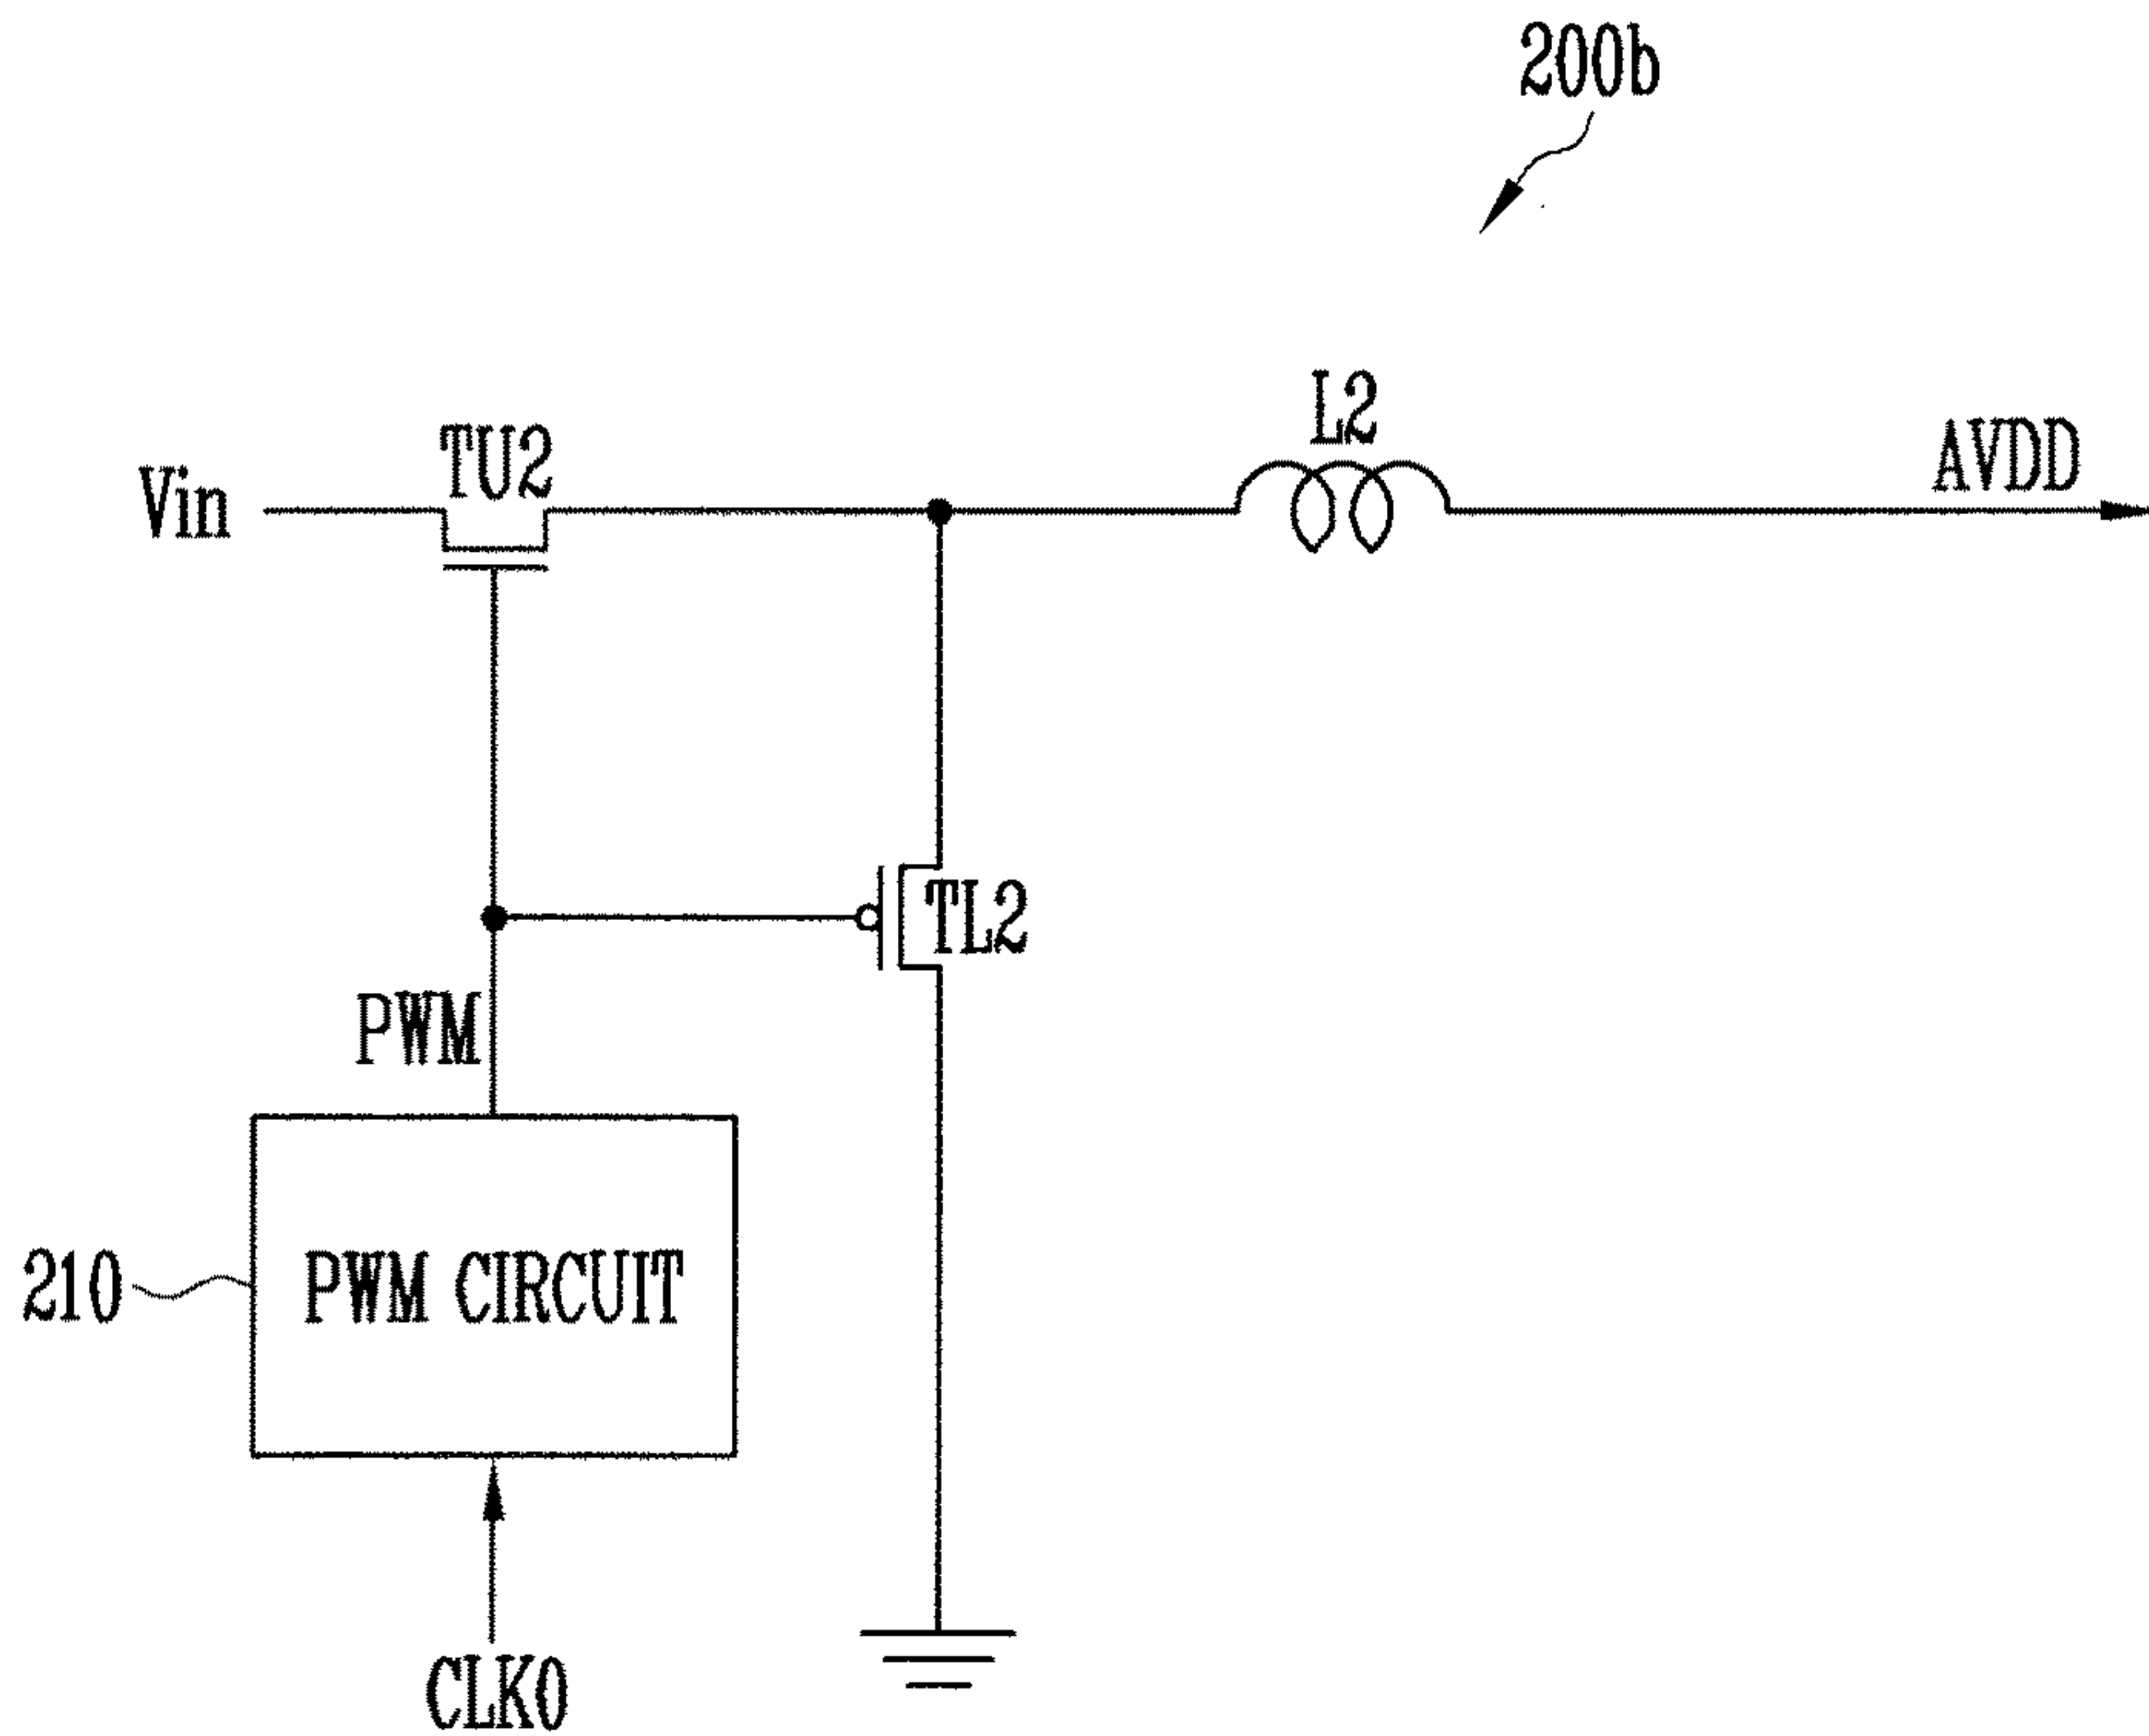 200b
L2
AVDD
TU2
Vin
TL2
PWM
210
PWM CIRCUIT
CLK0